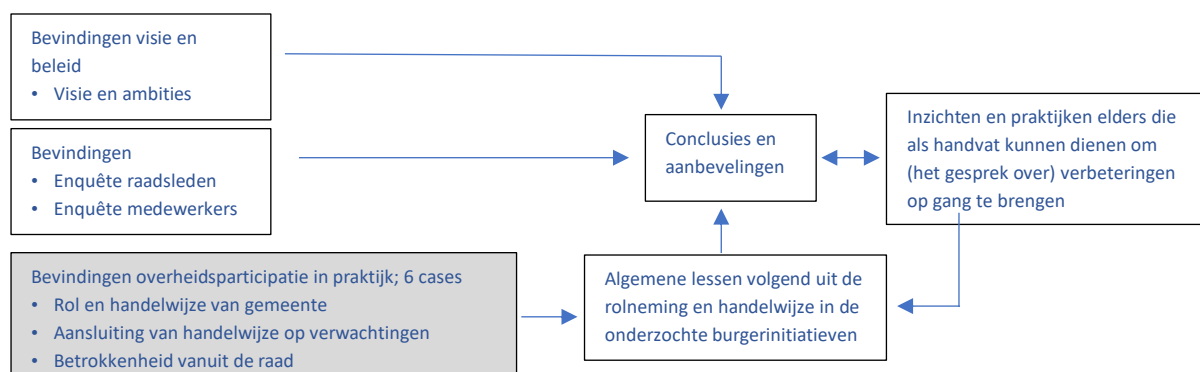 Bevindingen visie en
beleid
• Visie en ambities
Bevindingen
• Enquête raadsleden
• Enquête medewerkers
Conclusies en
aanbevelingen
Inzichten en praktijken elders die
als handvat kunnen dienen om
(het gesprek over) verbeteringen
op gang te brengen
Bevindingen overheidsparticipatie in praktijk; 6 cases
• Rol en handelwijze van gemeente
• Aansluiting van handelwijze op verwachtingen
• Betrokkenheid vanuit de raad
Algemene lessen volgend uit de
rolneming en handelwijze in de
onderzochte burgerinitiatieven